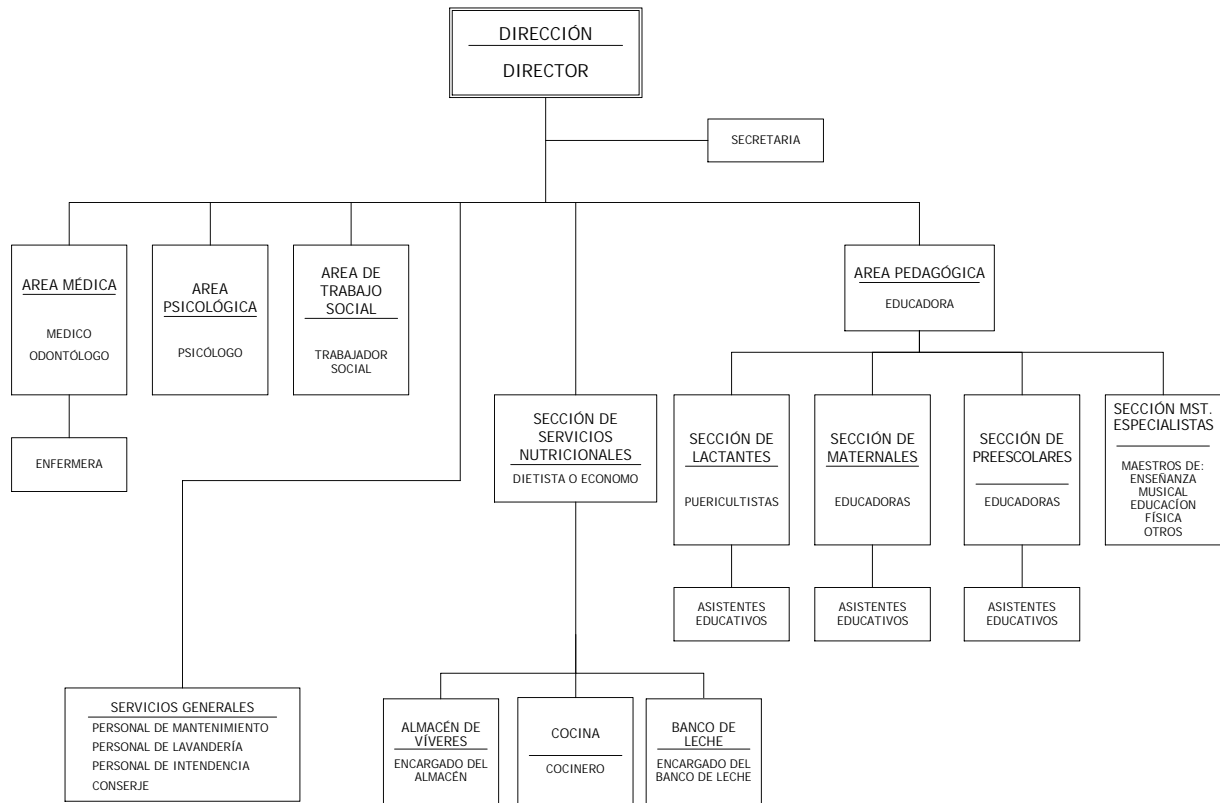 DIRECCIÓN
DIRECTOR
SECRETARIA
AREA MÉDICA
MEDICO
ODONTÓLOGO
ENFERMERA
AREA
PSICOLÓGICA
PSICÓLOGO
AREA DE
TRABAJO
SOCIAL
TRABAJADOR
SOCIAL
AREA PEDAGÓGICA
EDUCADORA
SECCIÓN DE
SERVICIOS
NUTRICIONALES
DIETISTA O ECONOMO
SECCIÓN DE
LACTANTES
PUERICULTISTAS
SECCIÓN DE
MATERNALES
EDUCADORAS
SECCIÓN DE
PREESCOLARES
EDUCADORAS
SECCIÓN MST.
ESPECIALISTAS
MAESTROS DE:
ENSEÑANZA
MUSICAL
EDUCACÍON
FÍSICA
OTROS
ASISTENTES
EDUCATIVOS
ASISTENTES
EDUCATIVOS
ASISTENTES
EDUCATIVOS
SERVICIOS GENERALES
PERSONAL DE MANTENIMIENTO
PERSONAL DE LAVANDERÍA
PERSONAL DE INTENDENCIA
CONSERJE
ALMACÉN DE
VÍVERES
ENCARGADO DEL
ALMACÉN
COCINA
COCINERO
BANCO DE
LECHE
ENCARGADO DEL
BANCO DE LECHE